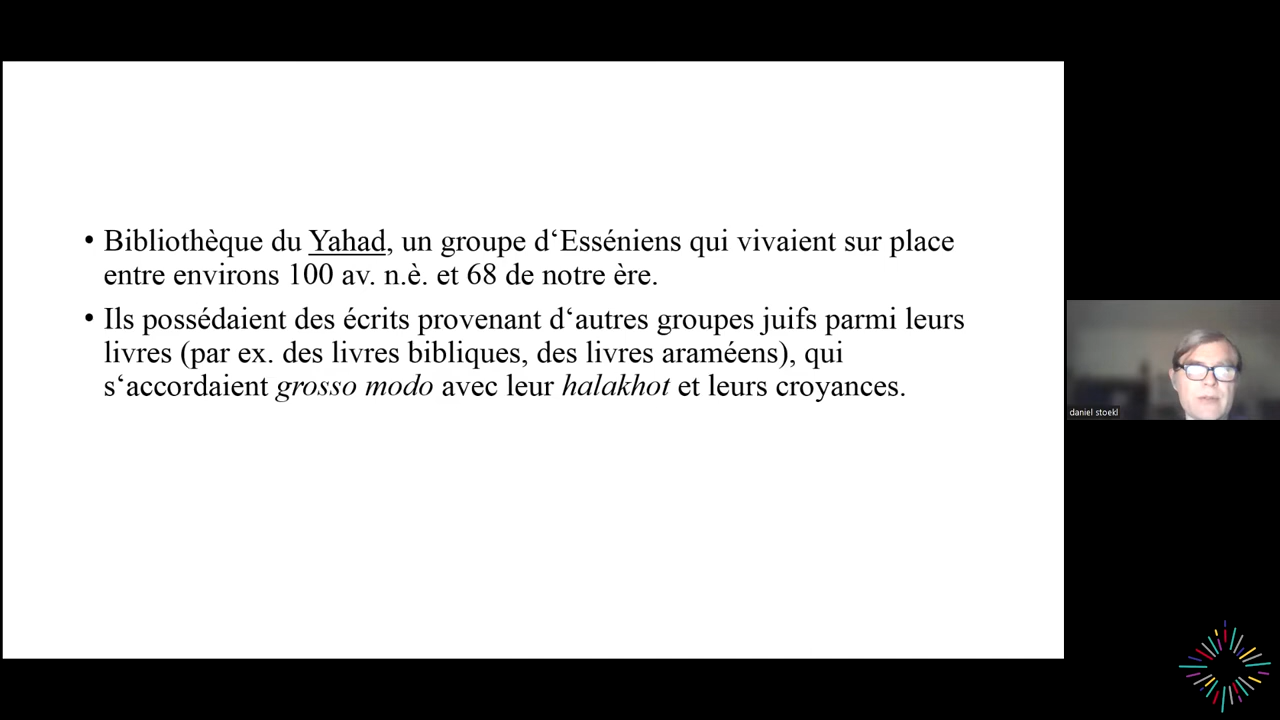 • Bibliothèque du Yahad, un groupe d‘Esséniens qui vivaient sur place
entre environs 100 av. n.è. et 68 de notre ère.
• Ils possédaient des écrits provenant d‘autres groupes juifs parmi leurs
livres (par ex. des livres bibliques, des livres araméens), qui
s‘accordaient grosso modo avec leur halakhot et leurs croyances.
daniel stoekl